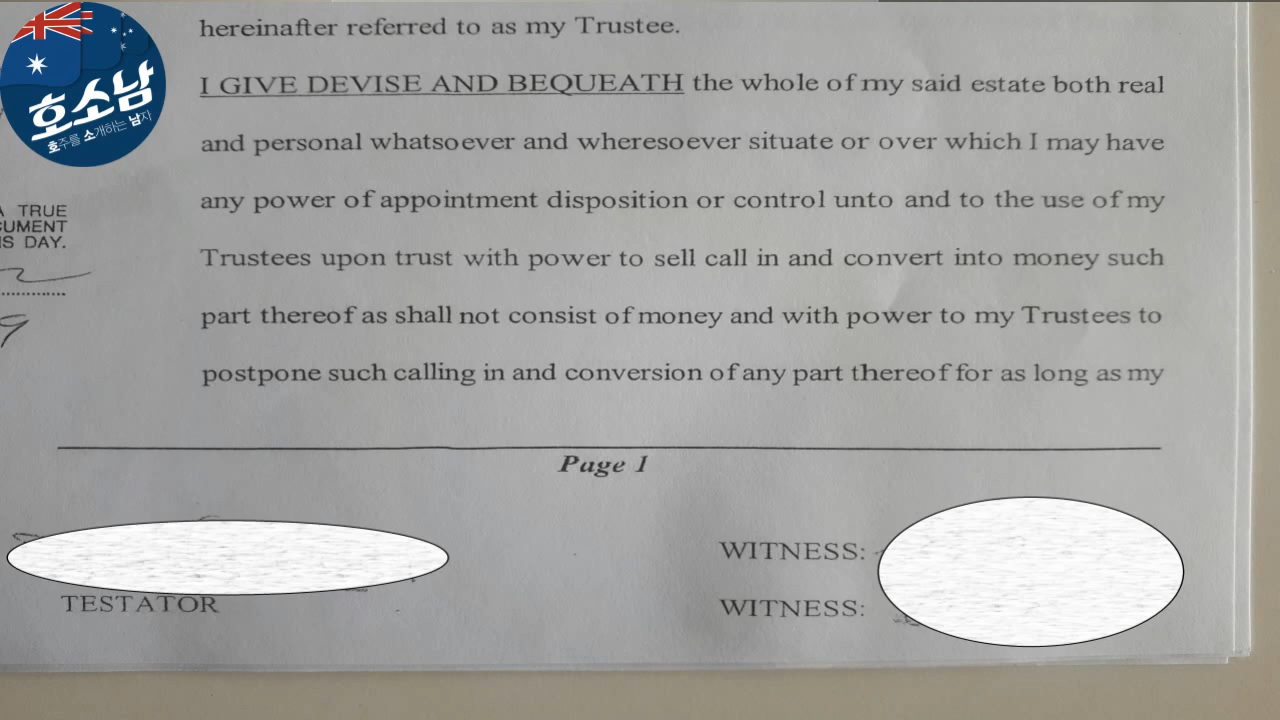 호소남
호주를 소개하는 남자
hereinafter referred to as my Trustee.
I GIVE DEVISE AND BEQUEATH the whole of my said estate both real
and personal whatsoever and wheresoever situate or over which I may have
any power of appointment disposition or control unto and to the use of my
Trustees upon trust with power to sell call in and convert into money such
part thereof as shall not consist of money and with power to my Trustees to
postpone such calling in and conversion of any part thereof for as long as my
A TRUE
CUMENT
IS DAY.
9
Page 1
TESTATOR
WITNESS:
WITNESS: